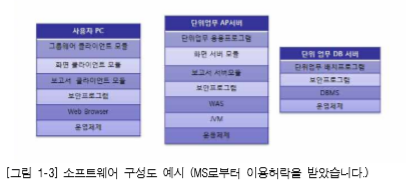 사용자 PC
그룹웨어 클라이언트 모듈
화면 클라이언트 모듈
보고서 클라이언트 모듈
보안프로그램
Web Browser
운영체제
단위업무 AP서버
단위업무 응용프로그램
화면 서버 모듈
보고서 서버모듈
보안프로그램
WAS
JVM
운영체제
단위 업무 DB 서버
단위업무 배치프로그램
보안프로그램
DBMS
운영체제
[그림 1-3] 소프트웨어 구성도 예시 (MS로부터 이용허락을 받았습니다.)